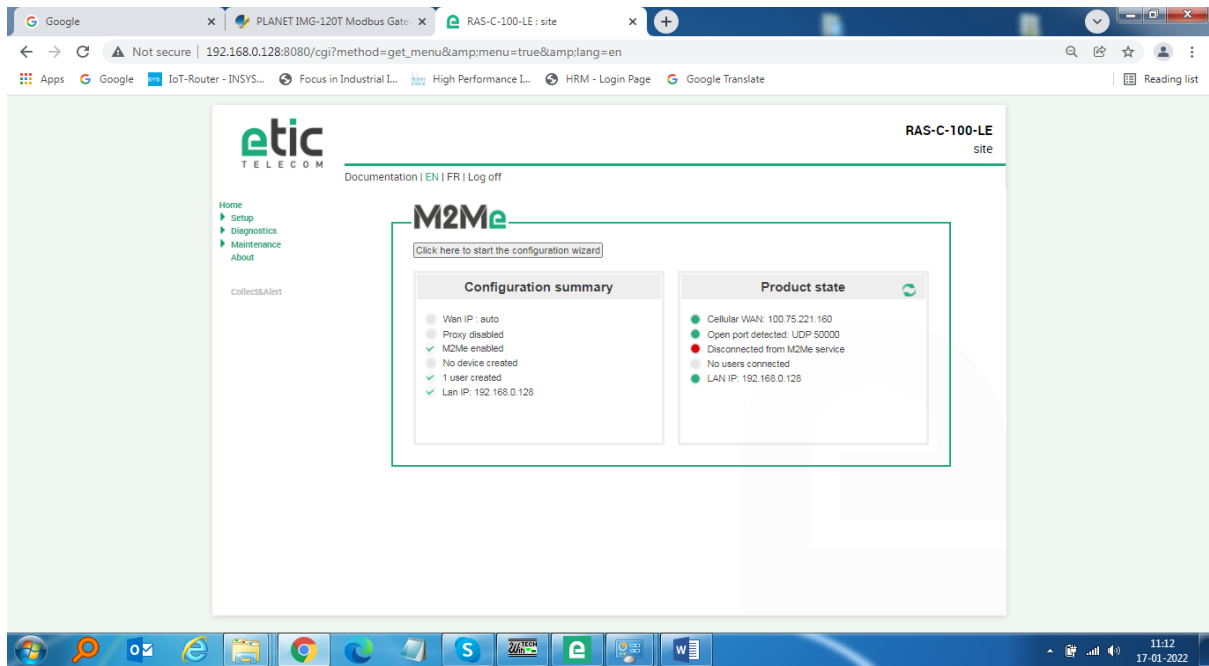 Google
PLANET IMG-120T Modbus Gate
RAS-C-100-LE : site
Not secure | 192.168.0.128:8080/cgi?method=get_menu&amp;menu=true&amp;lang=en
Apps Google IoT-Router - INSYS... Focus in Industrial I... High Performance I... HRM - Login Page Google Translate Reading list
etic
TELECOM
RAS-C-100-LE
site
Documentation | EN | FR | Log off
Home
Setup
Diagnostics
Maintenance
About
Collect&Alert
M2Me
Click here to start the configuration wizard
Configuration summary
Wan IP : auto
Proxy disabled
M2Me enabled
No device created
1 user created
Lan IP: 192.168.0.128
Product state
Cellular WAN: 100.75.221.160
Open port detected: UDP 50000
Disconnected from M2Me service
No users connected
LAN IP: 192.168.0.128
11:12
17-01-2022